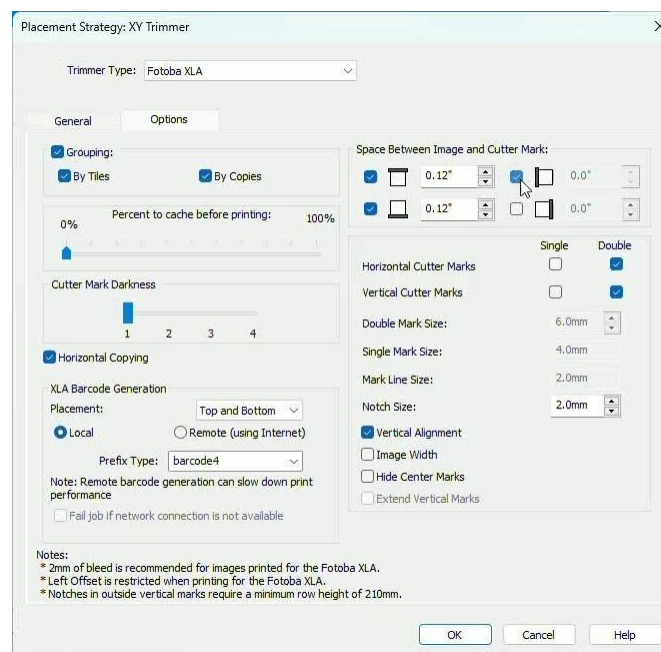 Placement Strategy: XY Trimmer
Trimmer Type: Fotoba XLA
General Options
Grouping:
By Tiles By Copies
Percent to cache before printing:
0% 100%
Cutter Mark Darkness
1 2 3 4
Horizontal Copying
XLA Barcode Generation
Placement: Top and Bottom
Local Remote (using Internet)
Prefix Type: barcode4
Note: Remote barcode generation can slow down print
performance
Fail job if network connection is not available
Space Between Image and Cutter Mark:
0.12" 0.0"
0.12" 0.0"
Single Double
Horizontal Cutter Marks
Vertical Cutter Marks
Double Mark Size: 6.0mm
Single Mark Size: 4.0mm
Mark Line Size: 2.0mm
Notch Size: 2.0mm
Vertical Alignment
Image Width
Hide Center Marks
Extend Vertical Marks
Notes:
* 2mm of bleed is recommended for images printed for the Fotoba XLA.
* Left Offset is restricted when printing for the Fotoba XLA.
* Notches in outside vertical marks require a minimum row height of 210mm.
OK Cancel Help